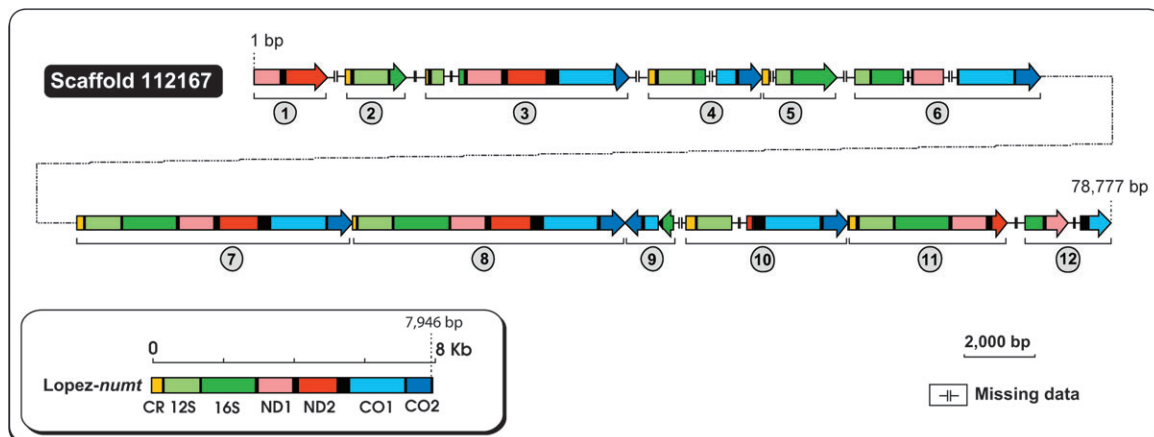 1 bp
Scaffold 112167
1 2 3 4 5 6
78,777 bp
7 8 9 10 11 12
7,946 bp
0 8 Kb
2,000 bp
Lopez-numt
CR 12S 16S ND1 ND2 CO1 CO2
Missing data